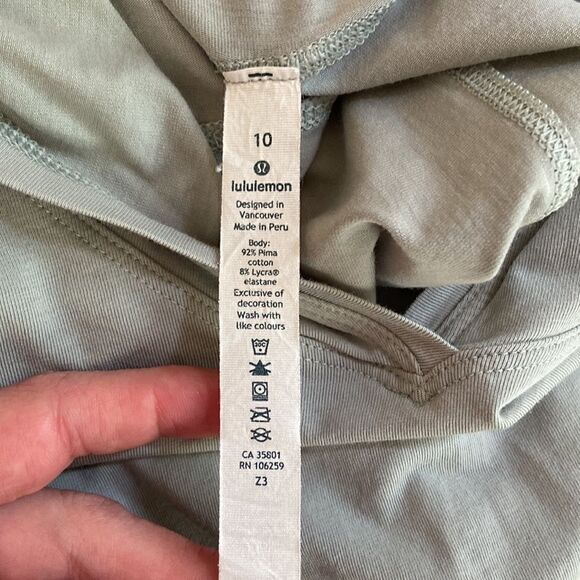 10
lululemon
Designed in
Vancouver
Made in Peru
Body:
92% Pima
cotton
8% Lycra®
elastane
Exclusive of
decoration
Wash with
like colours
30C
CA 35801
RN 106259
Z3